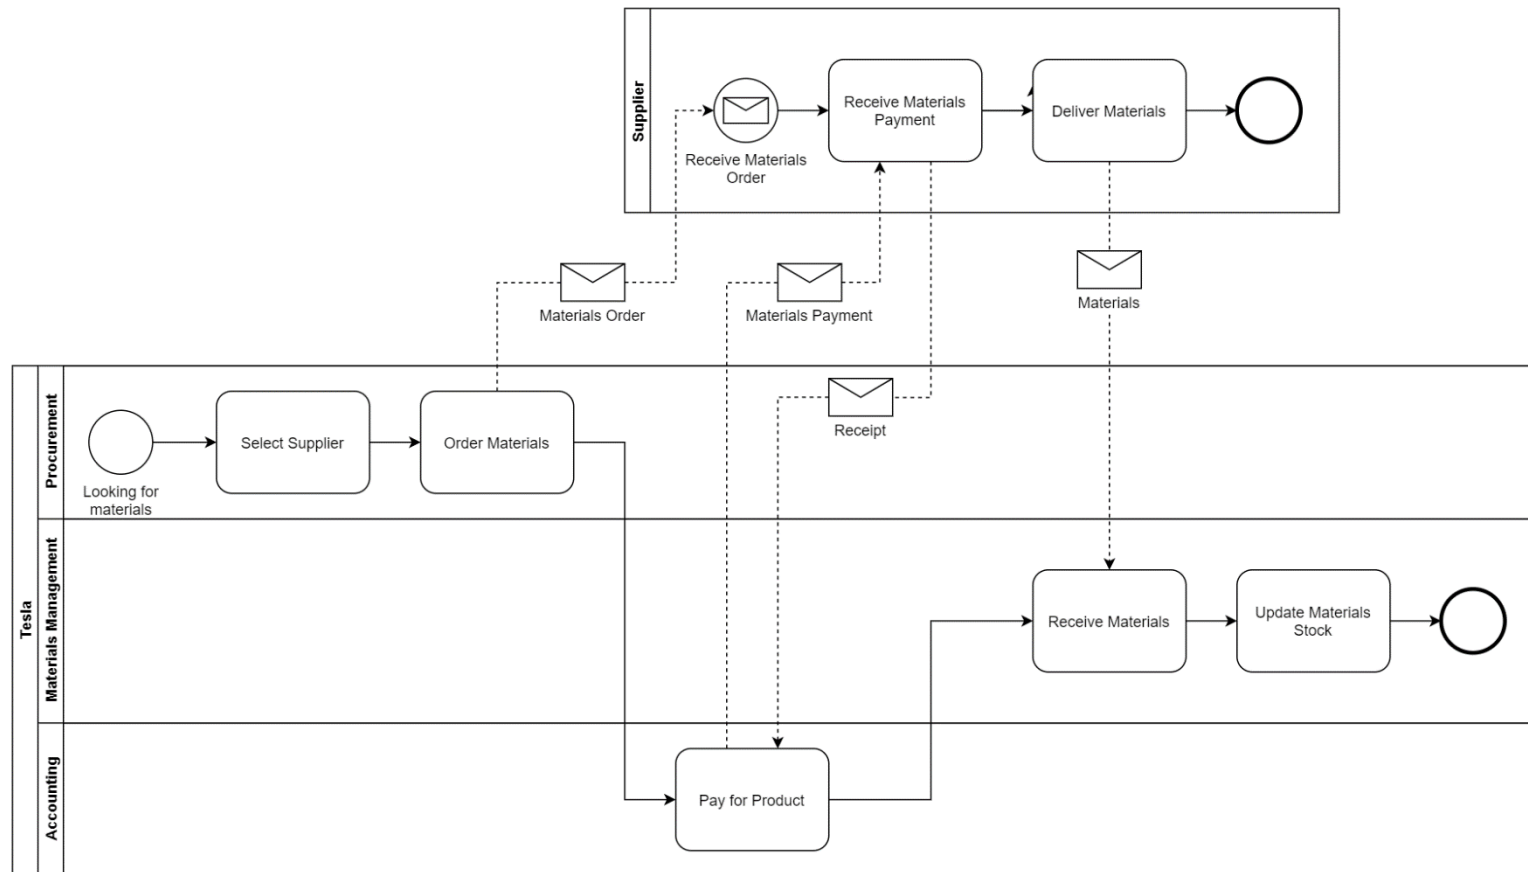 Supplier
Receive Materials
Order
Receive Materials
Payment
Deliver Materials
Materials Order
Materials Payment
Materials
Receipt
Tesla
Procurement
Looking for
materials
Select Supplier
Order Materials
Materials Management
Receive Materials
Update Materials
Stock
Accounting
Pay for Product